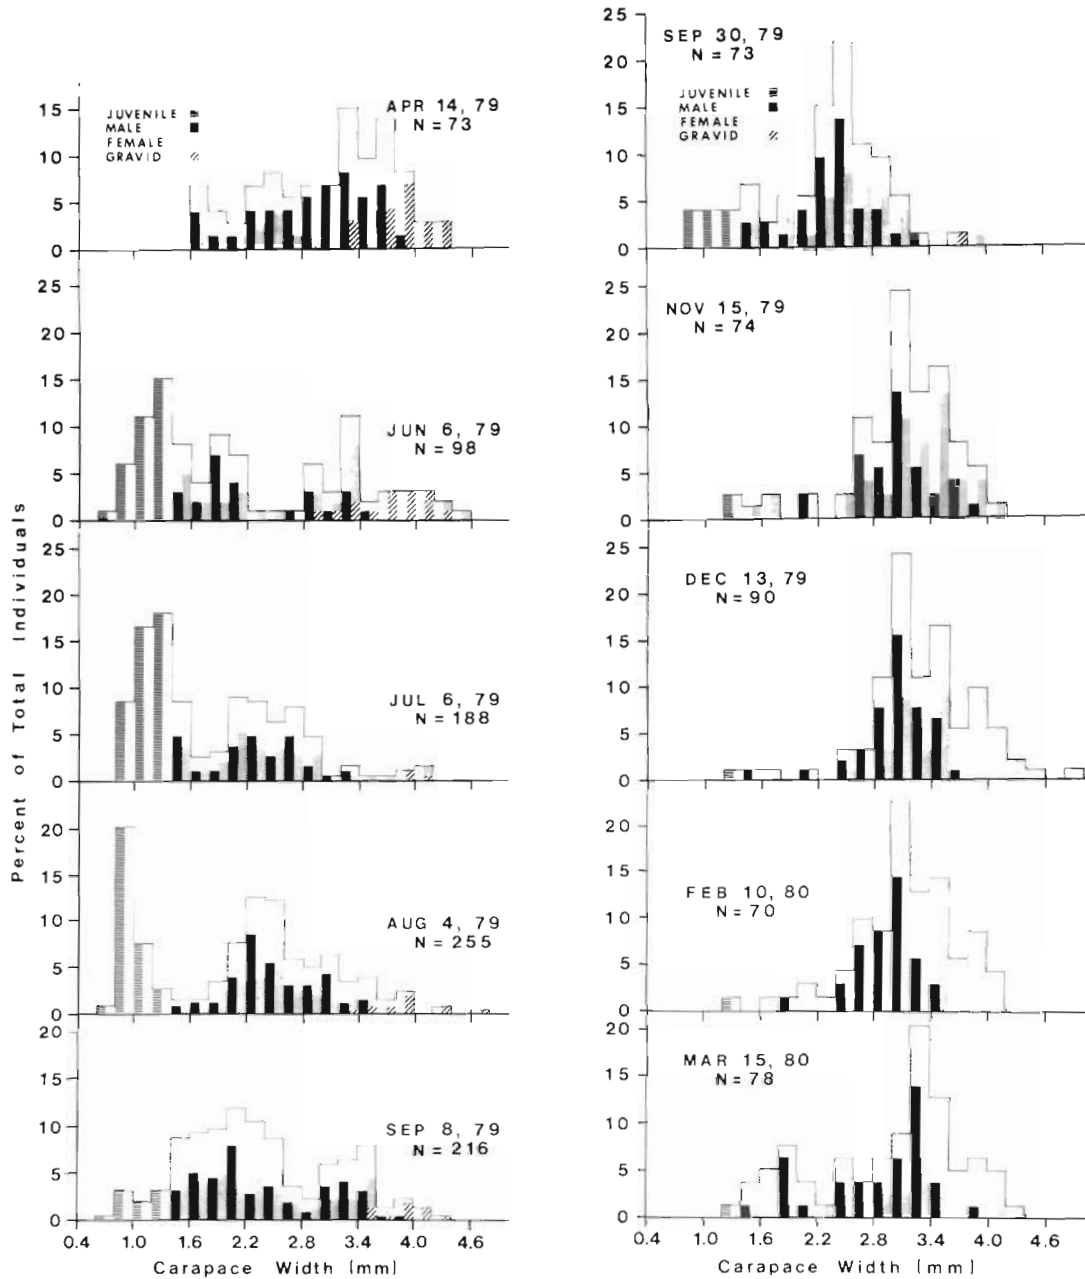 Percent of Total Individuals
15
10
5
0
JUVENILE
MALE
FEMALE
GRAVID
APR 14, 79
N = 73
25
20
15
10
5
0
JUN 6, 79
N = 98
25
20
15
10
5
0
JUL 6, 79
N = 188
20
15
10
5
0
AUG 4, 79
N = 255
20
15
10
5
0
SEP 8, 79
N = 216
0.4 1.0 1.6 2.2 2.8 3.4 4.0 4.6
Carapace Width (mm)
25
20
15
10
5
0
SEP 30, 79
N = 73
JUVENILE
MALE
FEMALE
GRAVID
25
20
15
10
5
0
NOV 15, 79
N = 74
25
20
15
10
5
0
DEC 13, 79
N = 90
20
15
10
5
0
FEB 10, 80
N = 70
20
15
10
5
0
MAR 15, 80
N = 78
0.4 1.0 1.6 2.2 2.8 3.4 4.0 4.6
Carapace Width (mm)